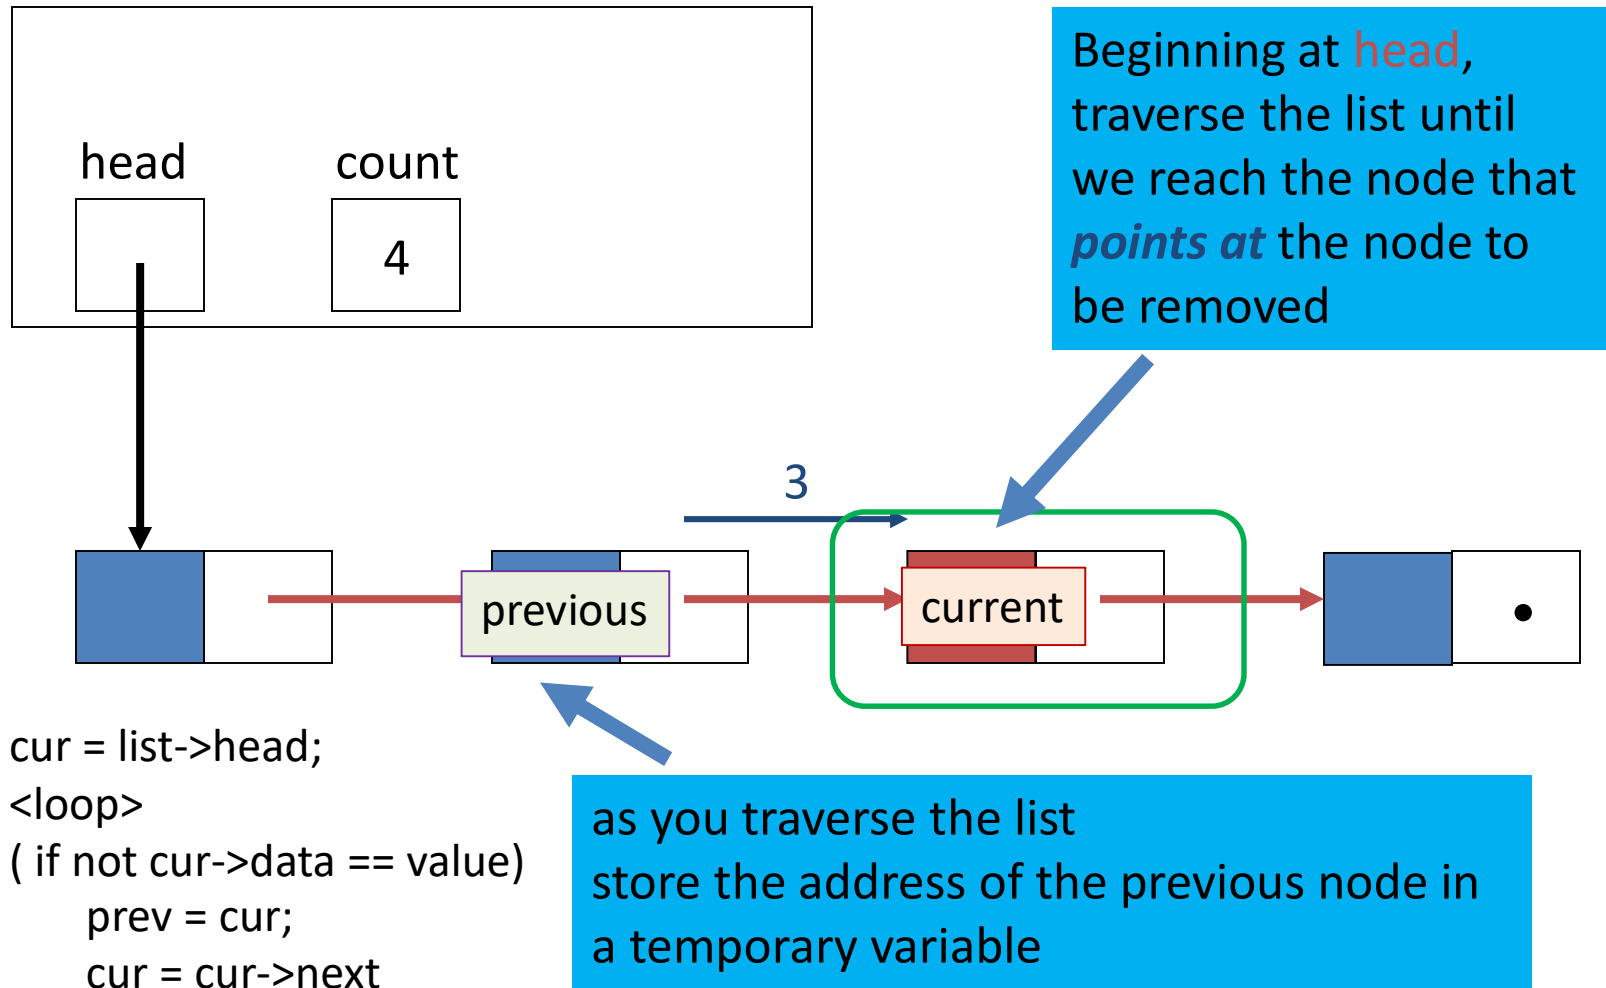 head
count
4
Beginning at head,
traverse the list until
we reach the node that
points at the node to
be removed
3
previous
current
cur = list->head;
<loop>
( if not cur->data == value)
prev = cur;
cur = cur->next
as you traverse the list
store the address of the previous node in
a temporary variable